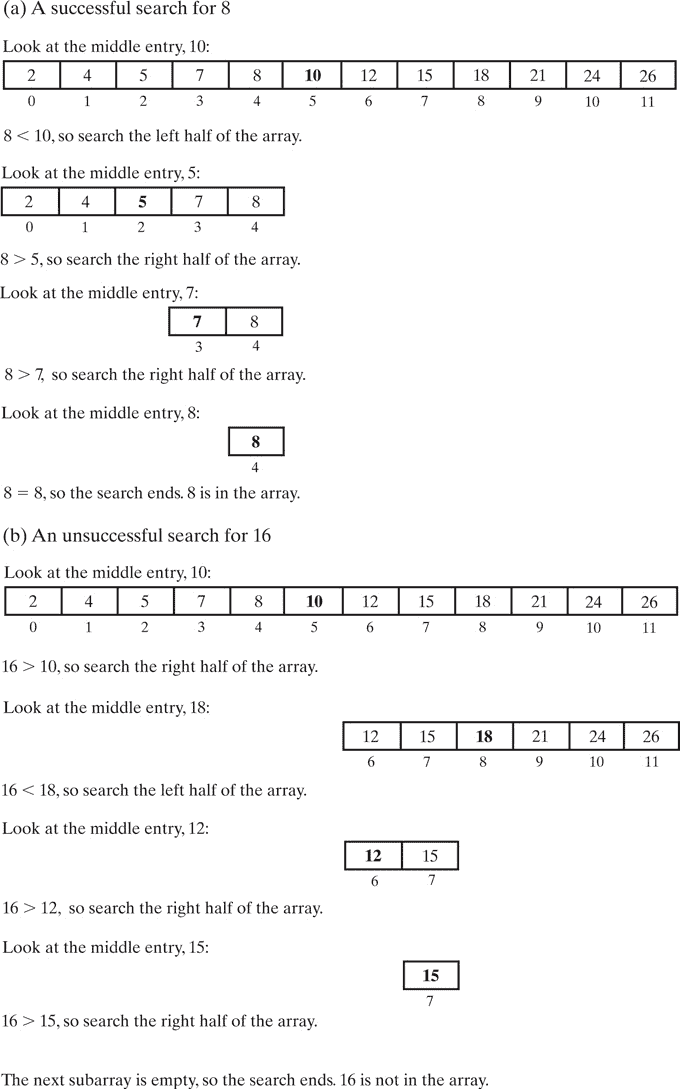 (a) A successful search for 8
Look at the middle entry, 10:
2 4 5 7 8 10 12 15 18 21 24 26
0 1 2 3 4 5 6 7 8 9 10 11
8 < 10, so search the left half of the array.
Look at the middle entry, 5:
2 4 5 7 8
0 1 2 3 4
8 > 5, so search the right half of the array.
Look at the middle entry, 7:
7 8
3 4
8 > 7, so search the right half of the array.
Look at the middle entry, 8:
8
4
8 = 8, so the search ends. 8 is in the array.
(b) An unsuccessful search for 16
Look at the middle entry, 10:
2 4 5 7 8 10 12 15 18 21 24 26
0 1 2 3 4 5 6 7 8 9 10 11
16 > 10, so search the right half of the array.
Look at the middle entry, 18:
12 15 18 21 24 26
6 7 8 9 10 11
16 < 18, so search the left half of the array.
Look at the middle entry, 12:
12 15
6 7
16 > 12, so search the right half of the array.
Look at the middle entry, 15:
15
7
16 > 15, so search the right half of the array.
The next subarray is empty, so the search ends. 16 is not in the array.